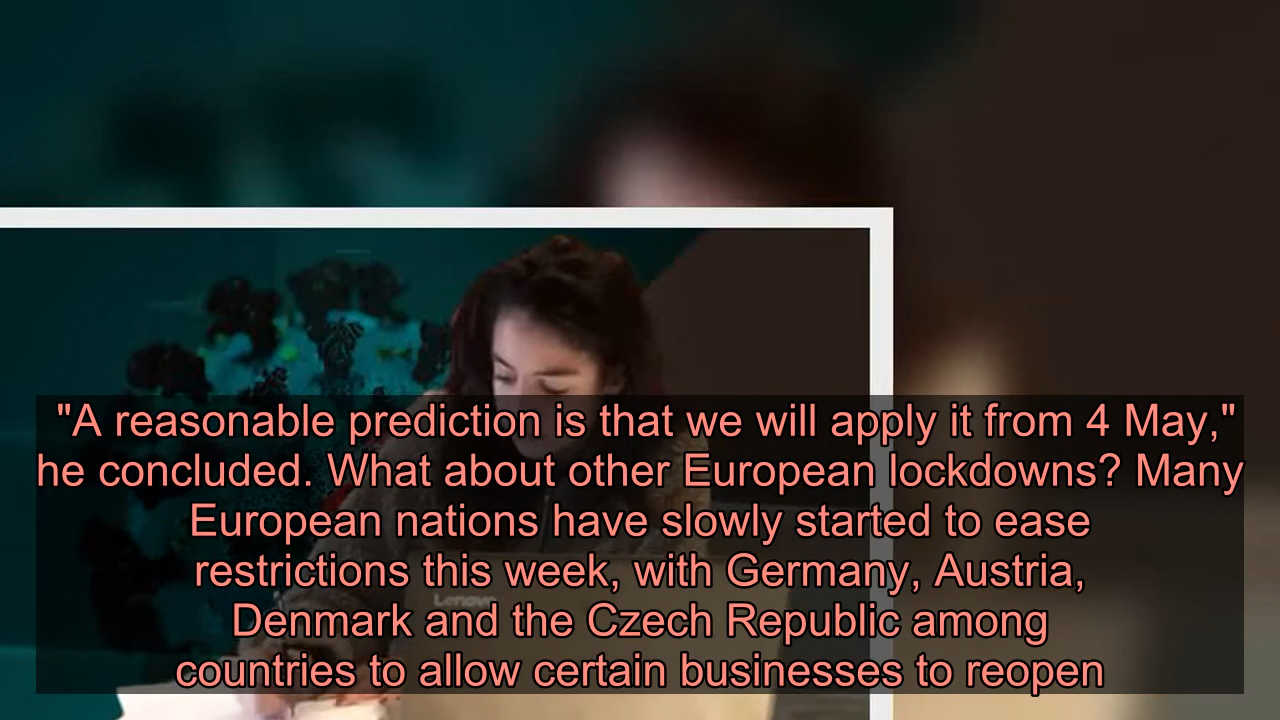 "A reasonable prediction is that we will apply it from 4 May,"
he concluded. What about other European lockdowns? Many
European nations have slowly started to ease
restrictions this week, with Germany, Austria,
Denmark and the Czech Republic among
countries to allow certain businesses to reopen
Lenovo